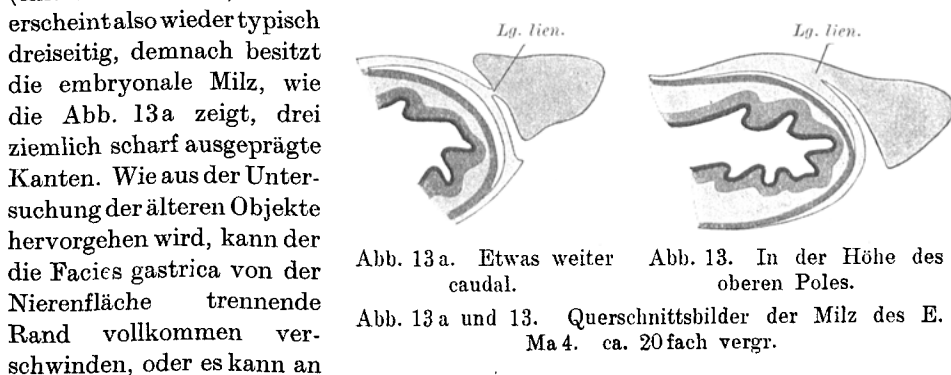 erscheint also wieder typisch
dreiseitig, demnach besitzt
die embryonale Milz, wie
die Abb. 13a zeigt, drei
ziemlich scharf ausgeprägte
Kanten. Wie aus der Unter-
suchung der älteren Objekte
hervorgehen wird, kann der
die Facies gastrica von der
Nierenfläche trennende
Rand vollkommen ver-
schwinden, oder es kann an
Lg. lien.
Lg. lien.
Abb. 13a. Etwas weiter
caudal.
Abb. 13. In der Höhe des
oberen Poles.
Abb. 13a und 13. Querschnittsbilder der Milz des E.
Ma 4. ca. 20fach vergr.